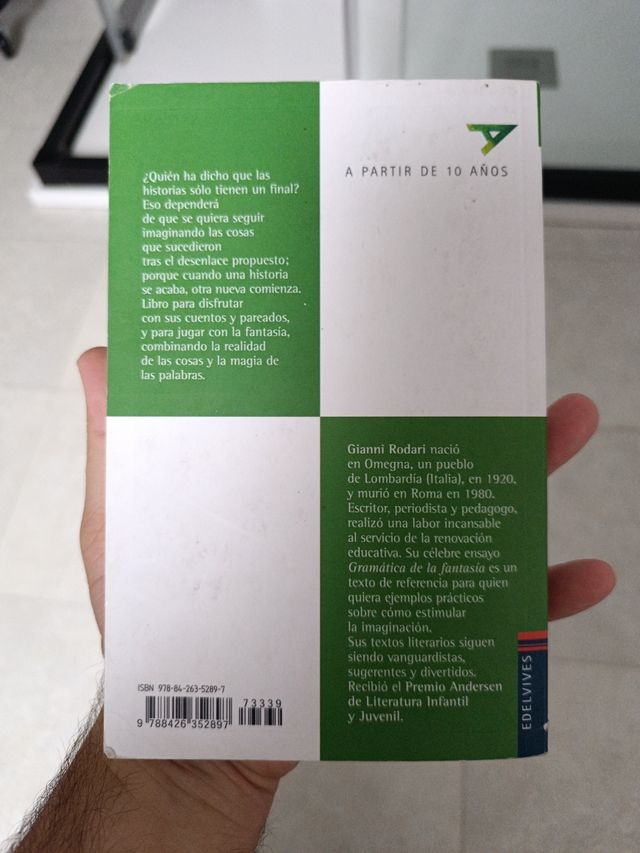 ¿Quién ha dicho que las
historias sólo tienen un final?
Eso dependerá
de que se quiera seguir
imaginando las cosas
que sucedieron
tras el desenlace propuesto;
porque cuando una historia
se acaba, otra nueva comienza.
Libro para disfrutar
con sus cuentos y pareados,
y para jugar con la fantasía,
combinando la realidad
de las cosas y la magia de
las palabras.
A PARTIR DE 10 AÑOS
Gianni Rodari nació
en Omegna, un pueblo
de Lombardía (Italia), en 1920,
y murió en Roma en 1980.
Escritor, periodista y pedagogo,
realizó una labor incansable
al servicio de la renovación
educativa. Su célebre ensayo
Gramática de la fantasía es un
texto de referencia para quien
quiera ejemplos prácticos
sobre cómo estimular
la imaginación.
Sus textos literarios siguen
siendo vanguardistas,
sugerentes y divertidos.
Recibió el Premio Andersen
de Literatura Infantil
y Juvenil.
ISBN 978-84-263-5289-7
73339
9 788426 352897
EDELVIVES